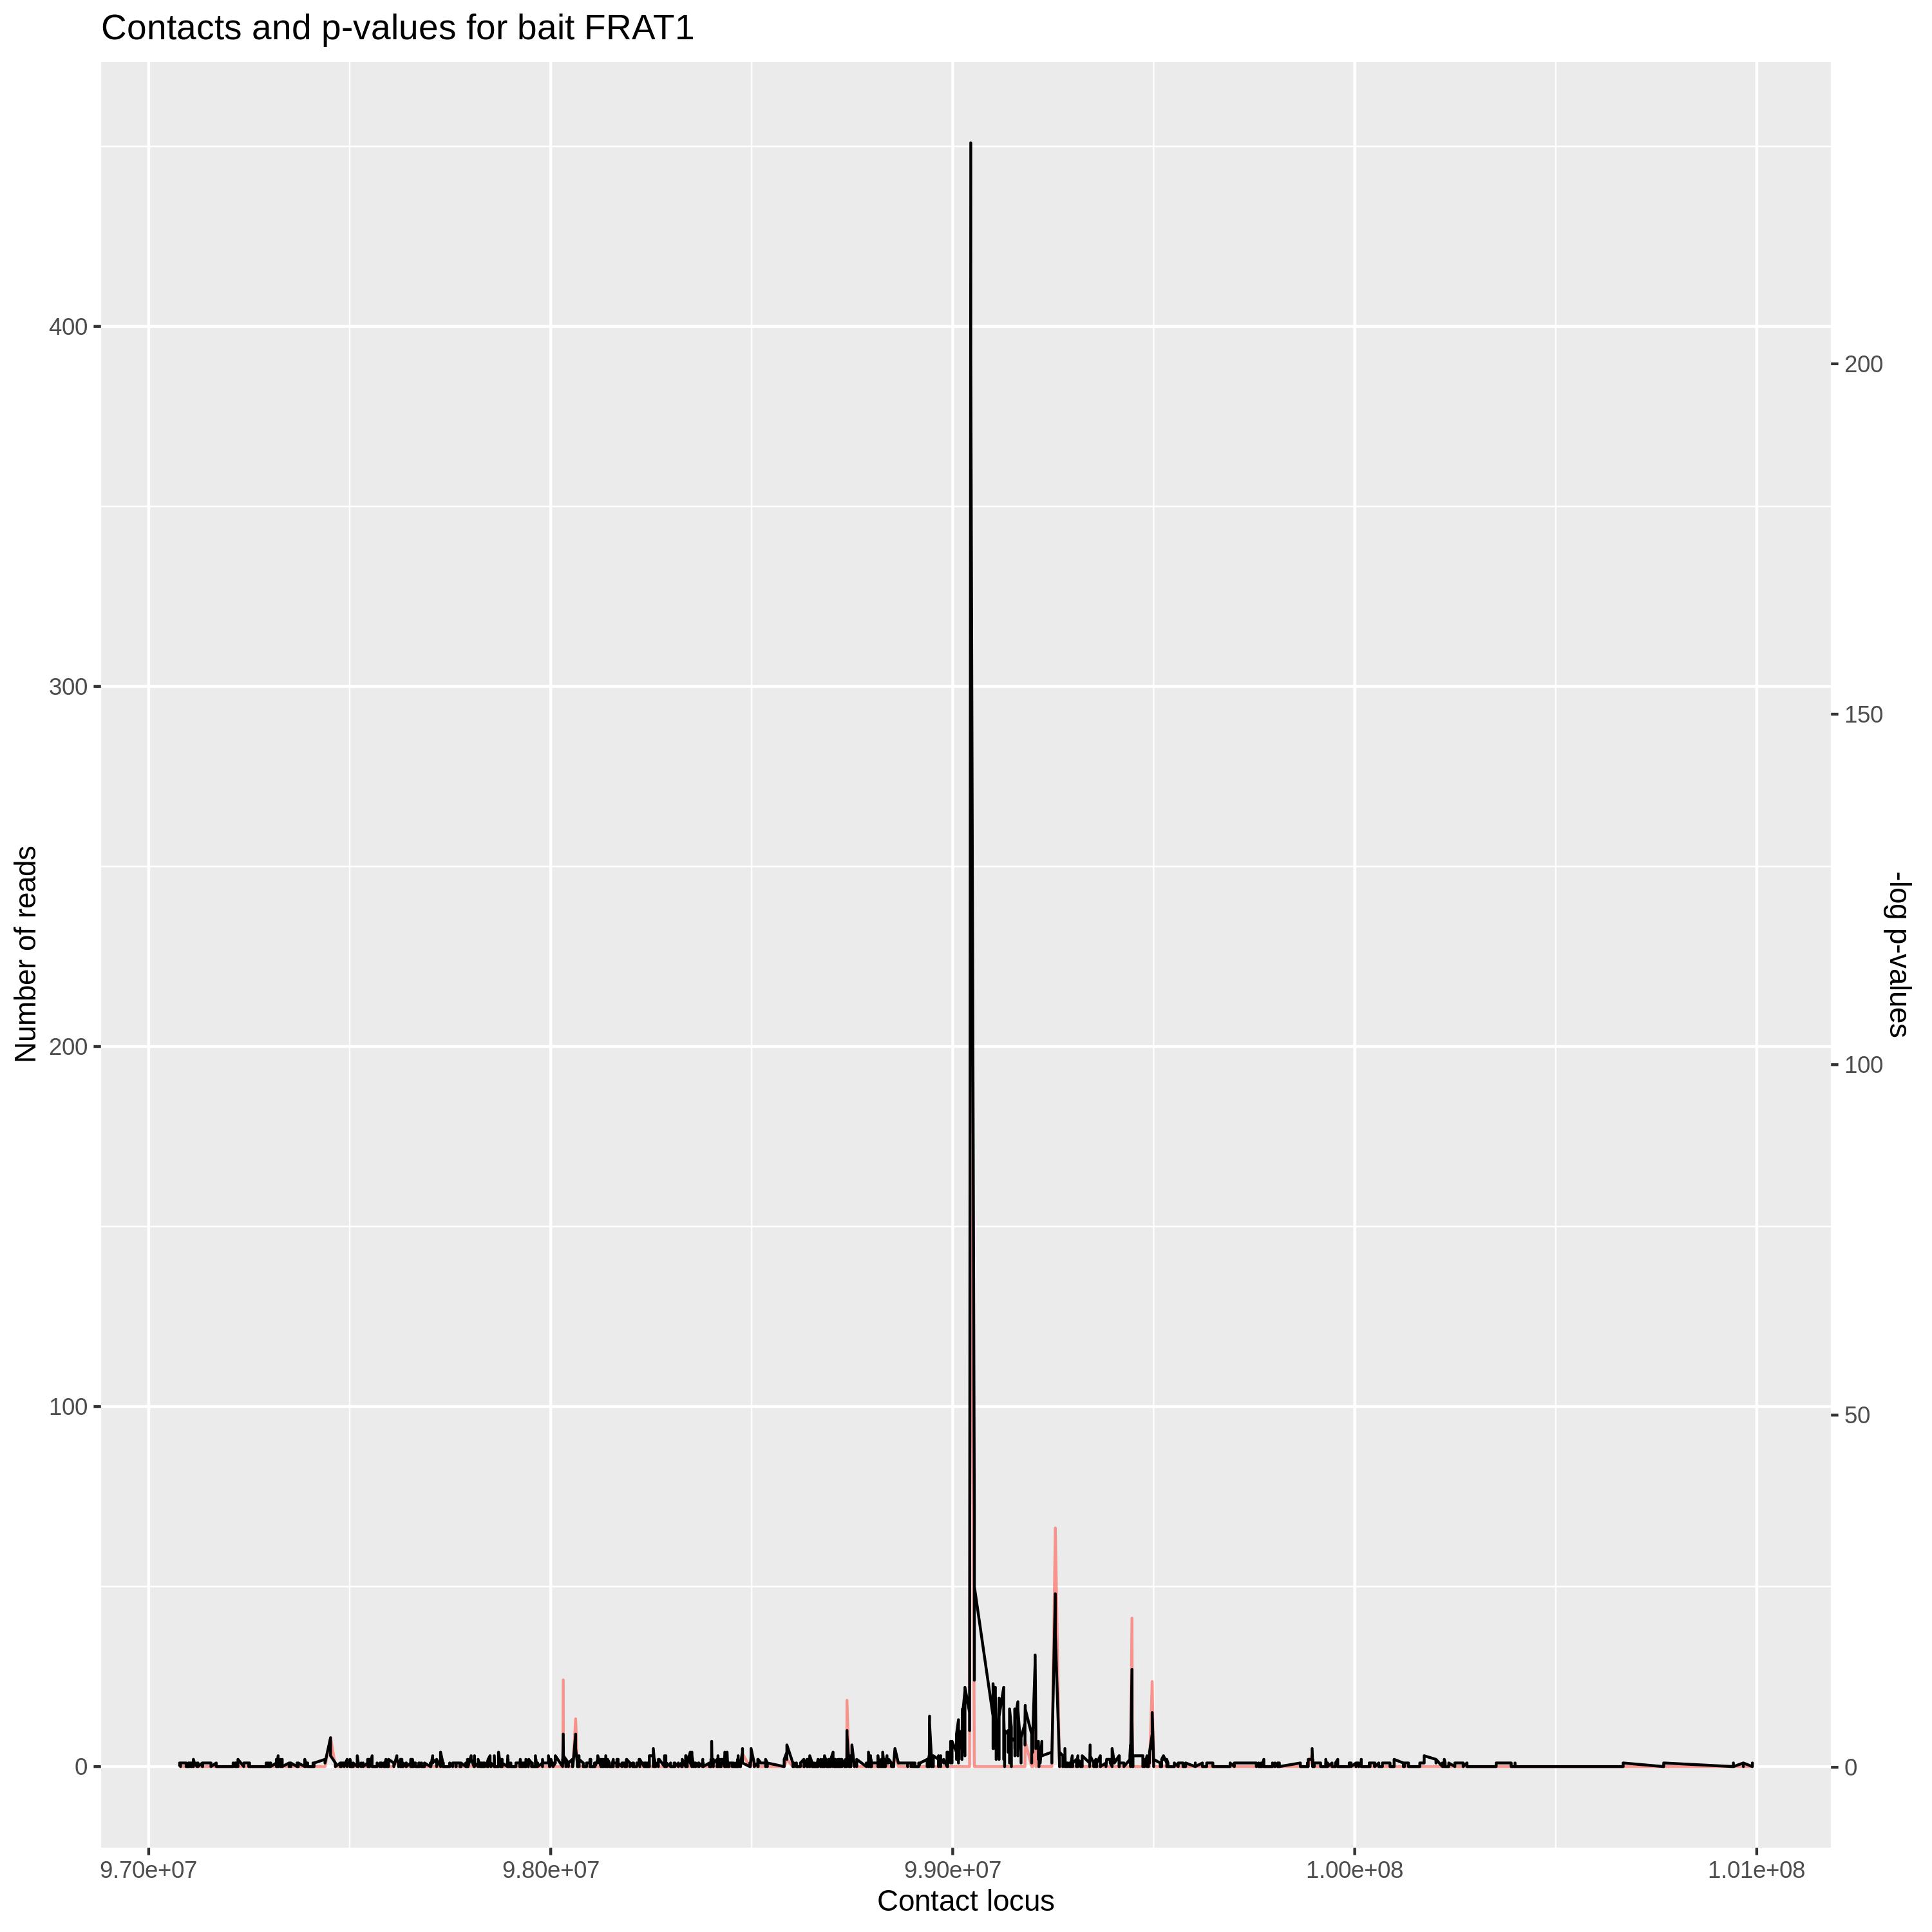 Contacts and p-values for bait FRAT1
400
300
200
100
0
Number of reads
200
150
100
50
0
-log p-values
9.70e+07 9.80e+07 9.90e+07 1.00e+08 1.01e+08
Contact locus